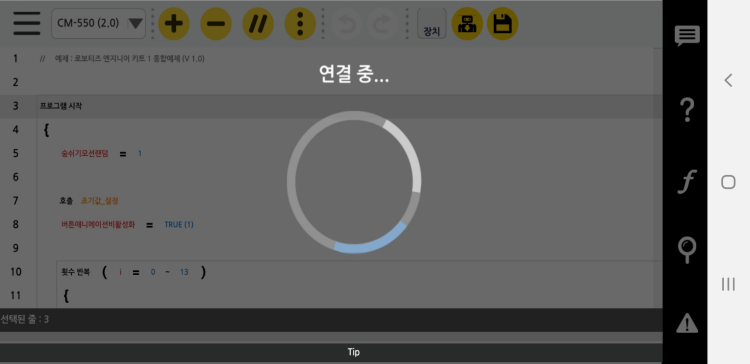 CM-550 (2.0)
장치
연결 중...
1 // 예제 : 로보티즈 엔지니어 키트 1 통합예제 (V 1.0)
2
3 프로그램 시작
4 {
5 숨쉬기모션랜덤 = 1
6
7 호출 초기값_설정
8 버튼애니메이션비활성화 = TRUE (1)
9
10 횟수 반복 ( i = 0 ~ 13 )
11 {
선택된 줄 : 3
Tip